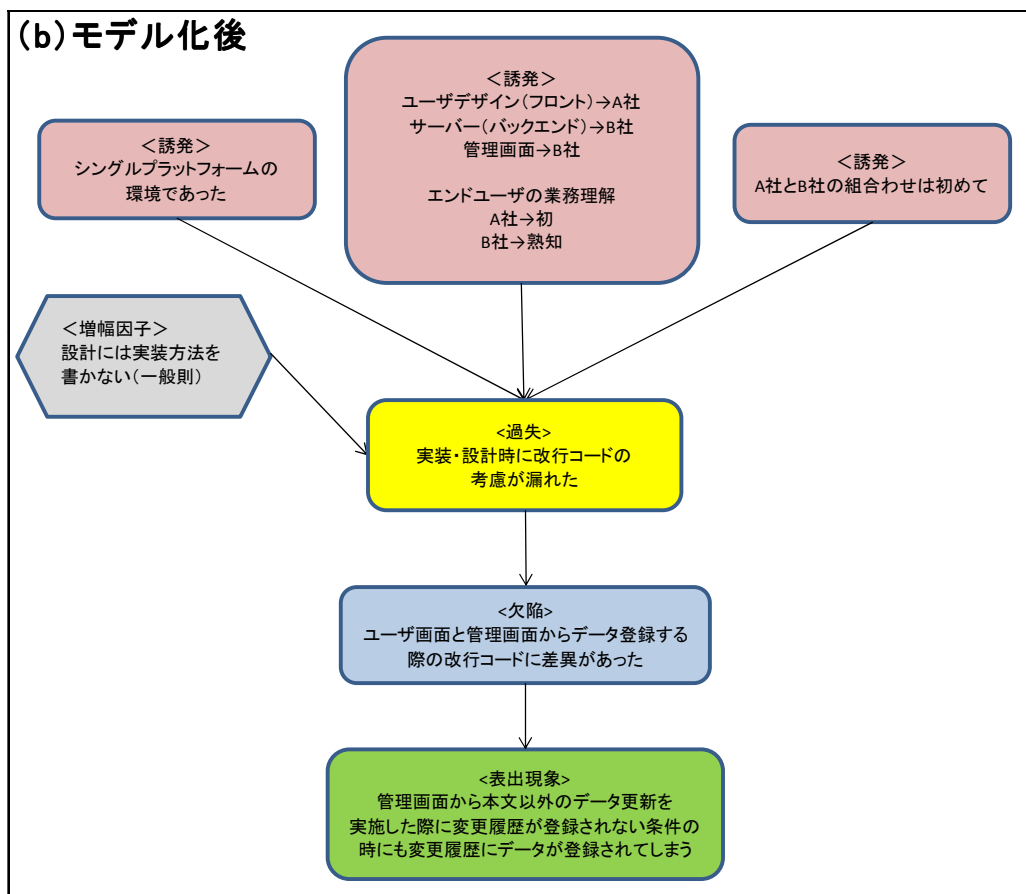 (b)モデル化後
＜誘発＞
シングルプラットフォームの
環境であった
＜誘発＞
ユーザデザイン（フロント）→A社
サーバー（バックエンド）→B社
管理画面→B社
エンドユーザの業務理解
A社→初
B社→熟知
＜誘発＞
A社とB社の組合わせは初めて
＜増幅因子＞
設計には実装方法を
書かない（一般則）
<過失>
実装・設計時に改行コードの
考慮が漏れた
<欠陥>
ユーザ画面と管理画面からデータ登録する
際の改行コードに差異があった
<表出現象>
管理画面から本文以外のデータ更新を
実施した際に変更履歴が登録されない条件の
時にも変更履歴にデータが登録されてしまう